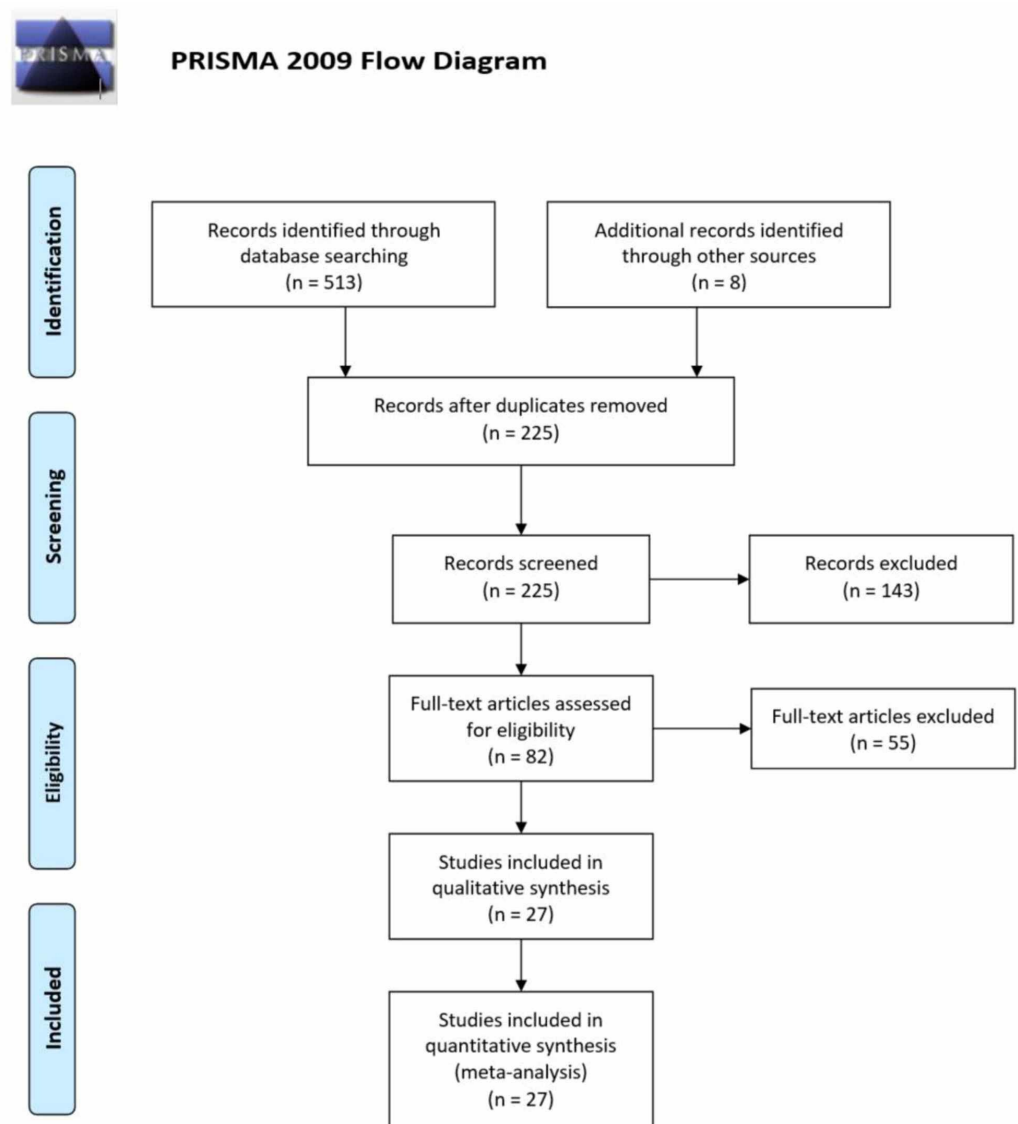 PRISMA
PRISMA 2009 Flow Diagram
Identification
Records identified through
database searching
(n = 513)
Additional records identified
through other sources
(n = 8)
Records after duplicates removed
(n = 225)
Screening
Records screened
(n = 225)
Records excluded
(n = 143)
Eligibility
Full-text articles assessed
for eligibility
(n = 82)
Full-text articles excluded
(n = 55)
Studies included in
qualitative synthesis
(n = 27)
Included
Studies included in
quantitative synthesis
(meta-analysis)
(n = 27)